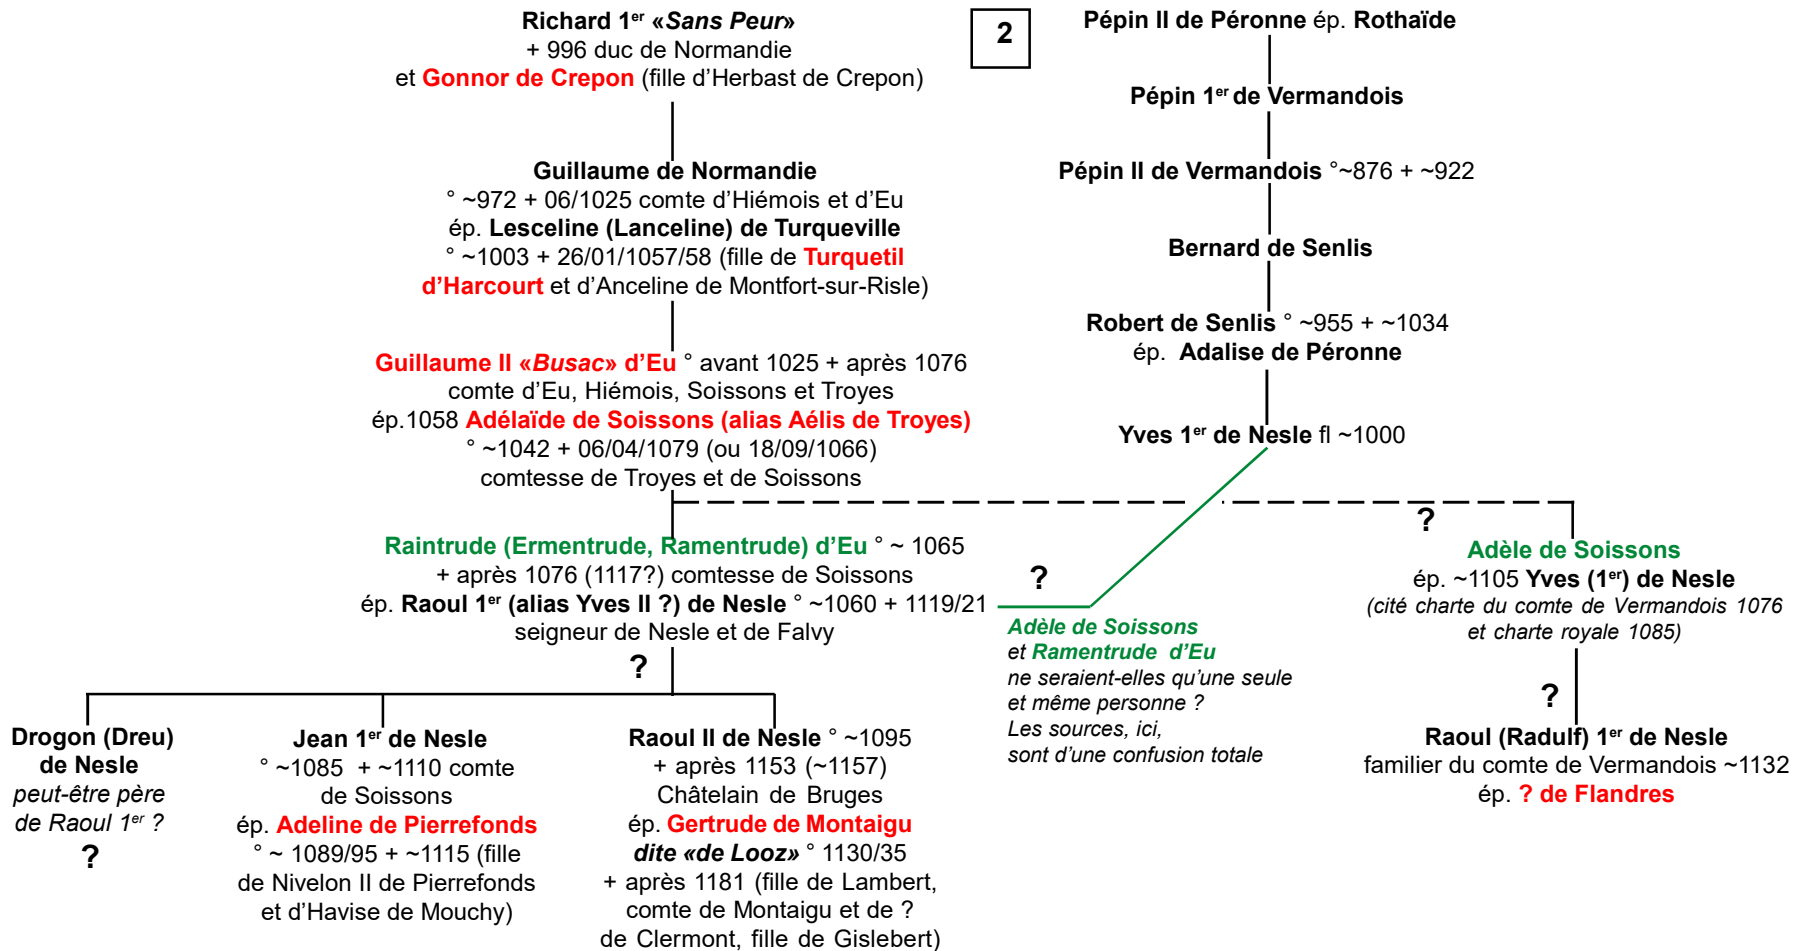 Richard 1er «Sans Peur»
+ 996 duc de Normandie
et Gonnor de Crepon (fille d'Herbast de Crepon)
2
Pépin II de Péronne ép. Rothaïde
Pépin 1er de Vermandois
Pépin II de Vermandois °~876 + ~922
Bernard de Senlis
Robert de Senlis ° ~955 + ~1034
ép. Adalise de Péronne
Yves 1er de Nesle fl ~1000
Guillaume de Normandie
° ~972 + 06/1025 comte d'Hiémois et d'Eu
ép. Lesceline (Lanceline) de Turqueville
° ~1003 + 26/01/1057/58 (fille de Turquetil
d'Harcourt et d'Anceline de Montfort-sur-Risle)
Guillaume II «Busac» d'Eu ° avant 1025 + après 1076
comte d'Eu, Hiémois, Soissons et Troyes
ép.1058 Adélaïde de Soissons (alias Aélis de Troyes)
° ~1042 + 06/04/1079 (ou 18/09/1066)
comtesse de Troyes et de Soissons
Raintrude (Ermentrude, Ramentrude) d'Eu ° ~ 1065
+ après 1076 (1117?) comtesse de Soissons
ép. Raoul 1er (alias Yves II ?) de Nesle ° ~1060 + 1119/21
seigneur de Nesle et de Falvy
?
?
Adèle de Soissons
et Ramentrude d'Eu
ne seraient-elles qu'une seule
et même personne ?
Les sources, ici,
sont d'une confusion totale
?
Adèle de Soissons
ép. ~1105 Yves (1er) de Nesle
(cité charte du comte de Vermandois 1076
et charte royale 1085)
?
Raoul (Radulf) 1er de Nesle
familier du comte de Vermandois ~1132
ép. ? de Flandres
Drogon (Dreu)
de Nesle
peut-être père
de Raoul 1er ?
?
Jean 1er de Nesle
° ~1085 + ~1110 comte
de Soissons
ép. Adeline de Pierrefonds
° ~ 1089/95 + ~1115 (fille
de Nivelon II de Pierrefonds
et d'Havise de Mouchy)
Raoul II de Nesle ° ~1095
+ après 1153 (~1157)
Châtelain de Bruges
ép. Gertrude de Montaigu
dite «de Looz» ° 1130/35
+ après 1181 (fille de Lambert,
comte de Montaigu et de ?
de Clermont, fille de Gislebert)